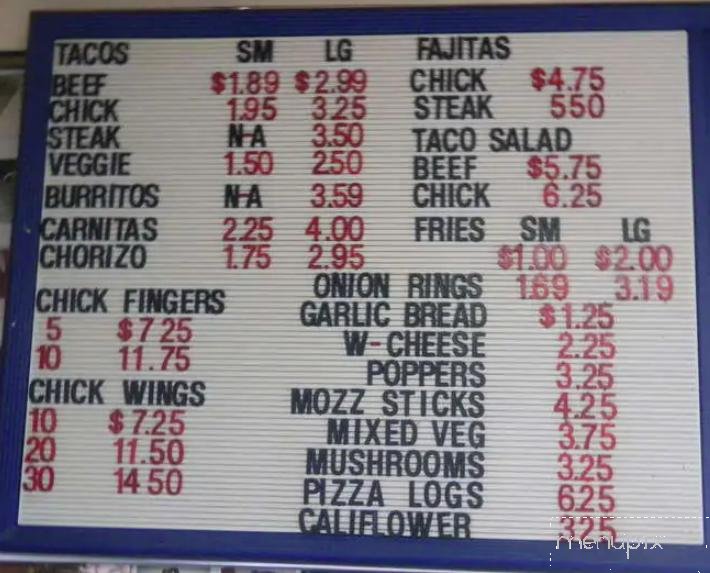 TACOS SM LG
BEEF $1.89 $2.99
CHICK 1.95 3.25
STEAK N-A 3.50
VEGGIE 1.50 250
BURRITOS N-A 3.59
CARNITAS 2.25 4.00
CHORIZO 1.75 2.95
CHICK FINGERS
5 $7 25
10 11.75
CHICK WINGS
10 $7.25
20 11.50
30 14 50
FAJITAS
CHICK $4.75
STEAK 550
TACO SALAD
BEEF $5.75
CHICK 6.25
FRIES SM LG
$1.00 $2.00
ONION RINGS 1.69 3.19
GARLIC BREAD $1.25
W-CHEESE 2.25
POPPERS 3.25
MOZZ STICKS 4.25
MIXED VEG 3.75
MUSHROOMS 3.25
PIZZA LOGS 625
CALIFLOWER 325
menupix